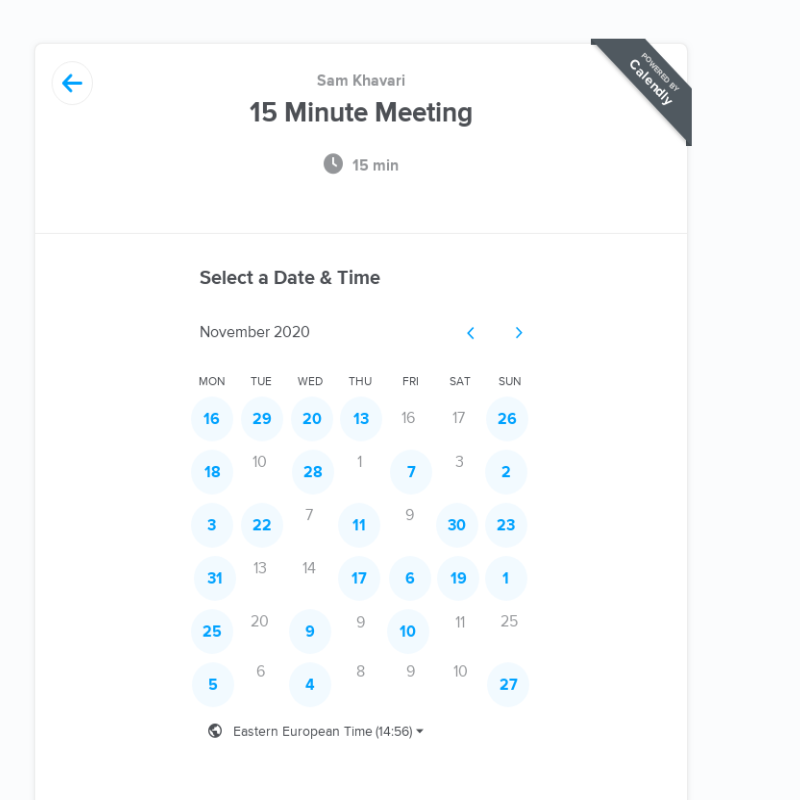 Sam Khavari
15 Minute Meeting
POWERED BY
Calendly
15 min
Select a Date & Time
November 2020
MON TUE WED THU FRI SAT SUN
16 29 20 13 16 17 26
18 10 28 1 7 3 2
3 22 7 11 9 30 23
31 13 14 17 6 19 1
25 20 9 9 10 11 25
5 6 4 8 9 10 27
Eastern European Time (14:56)